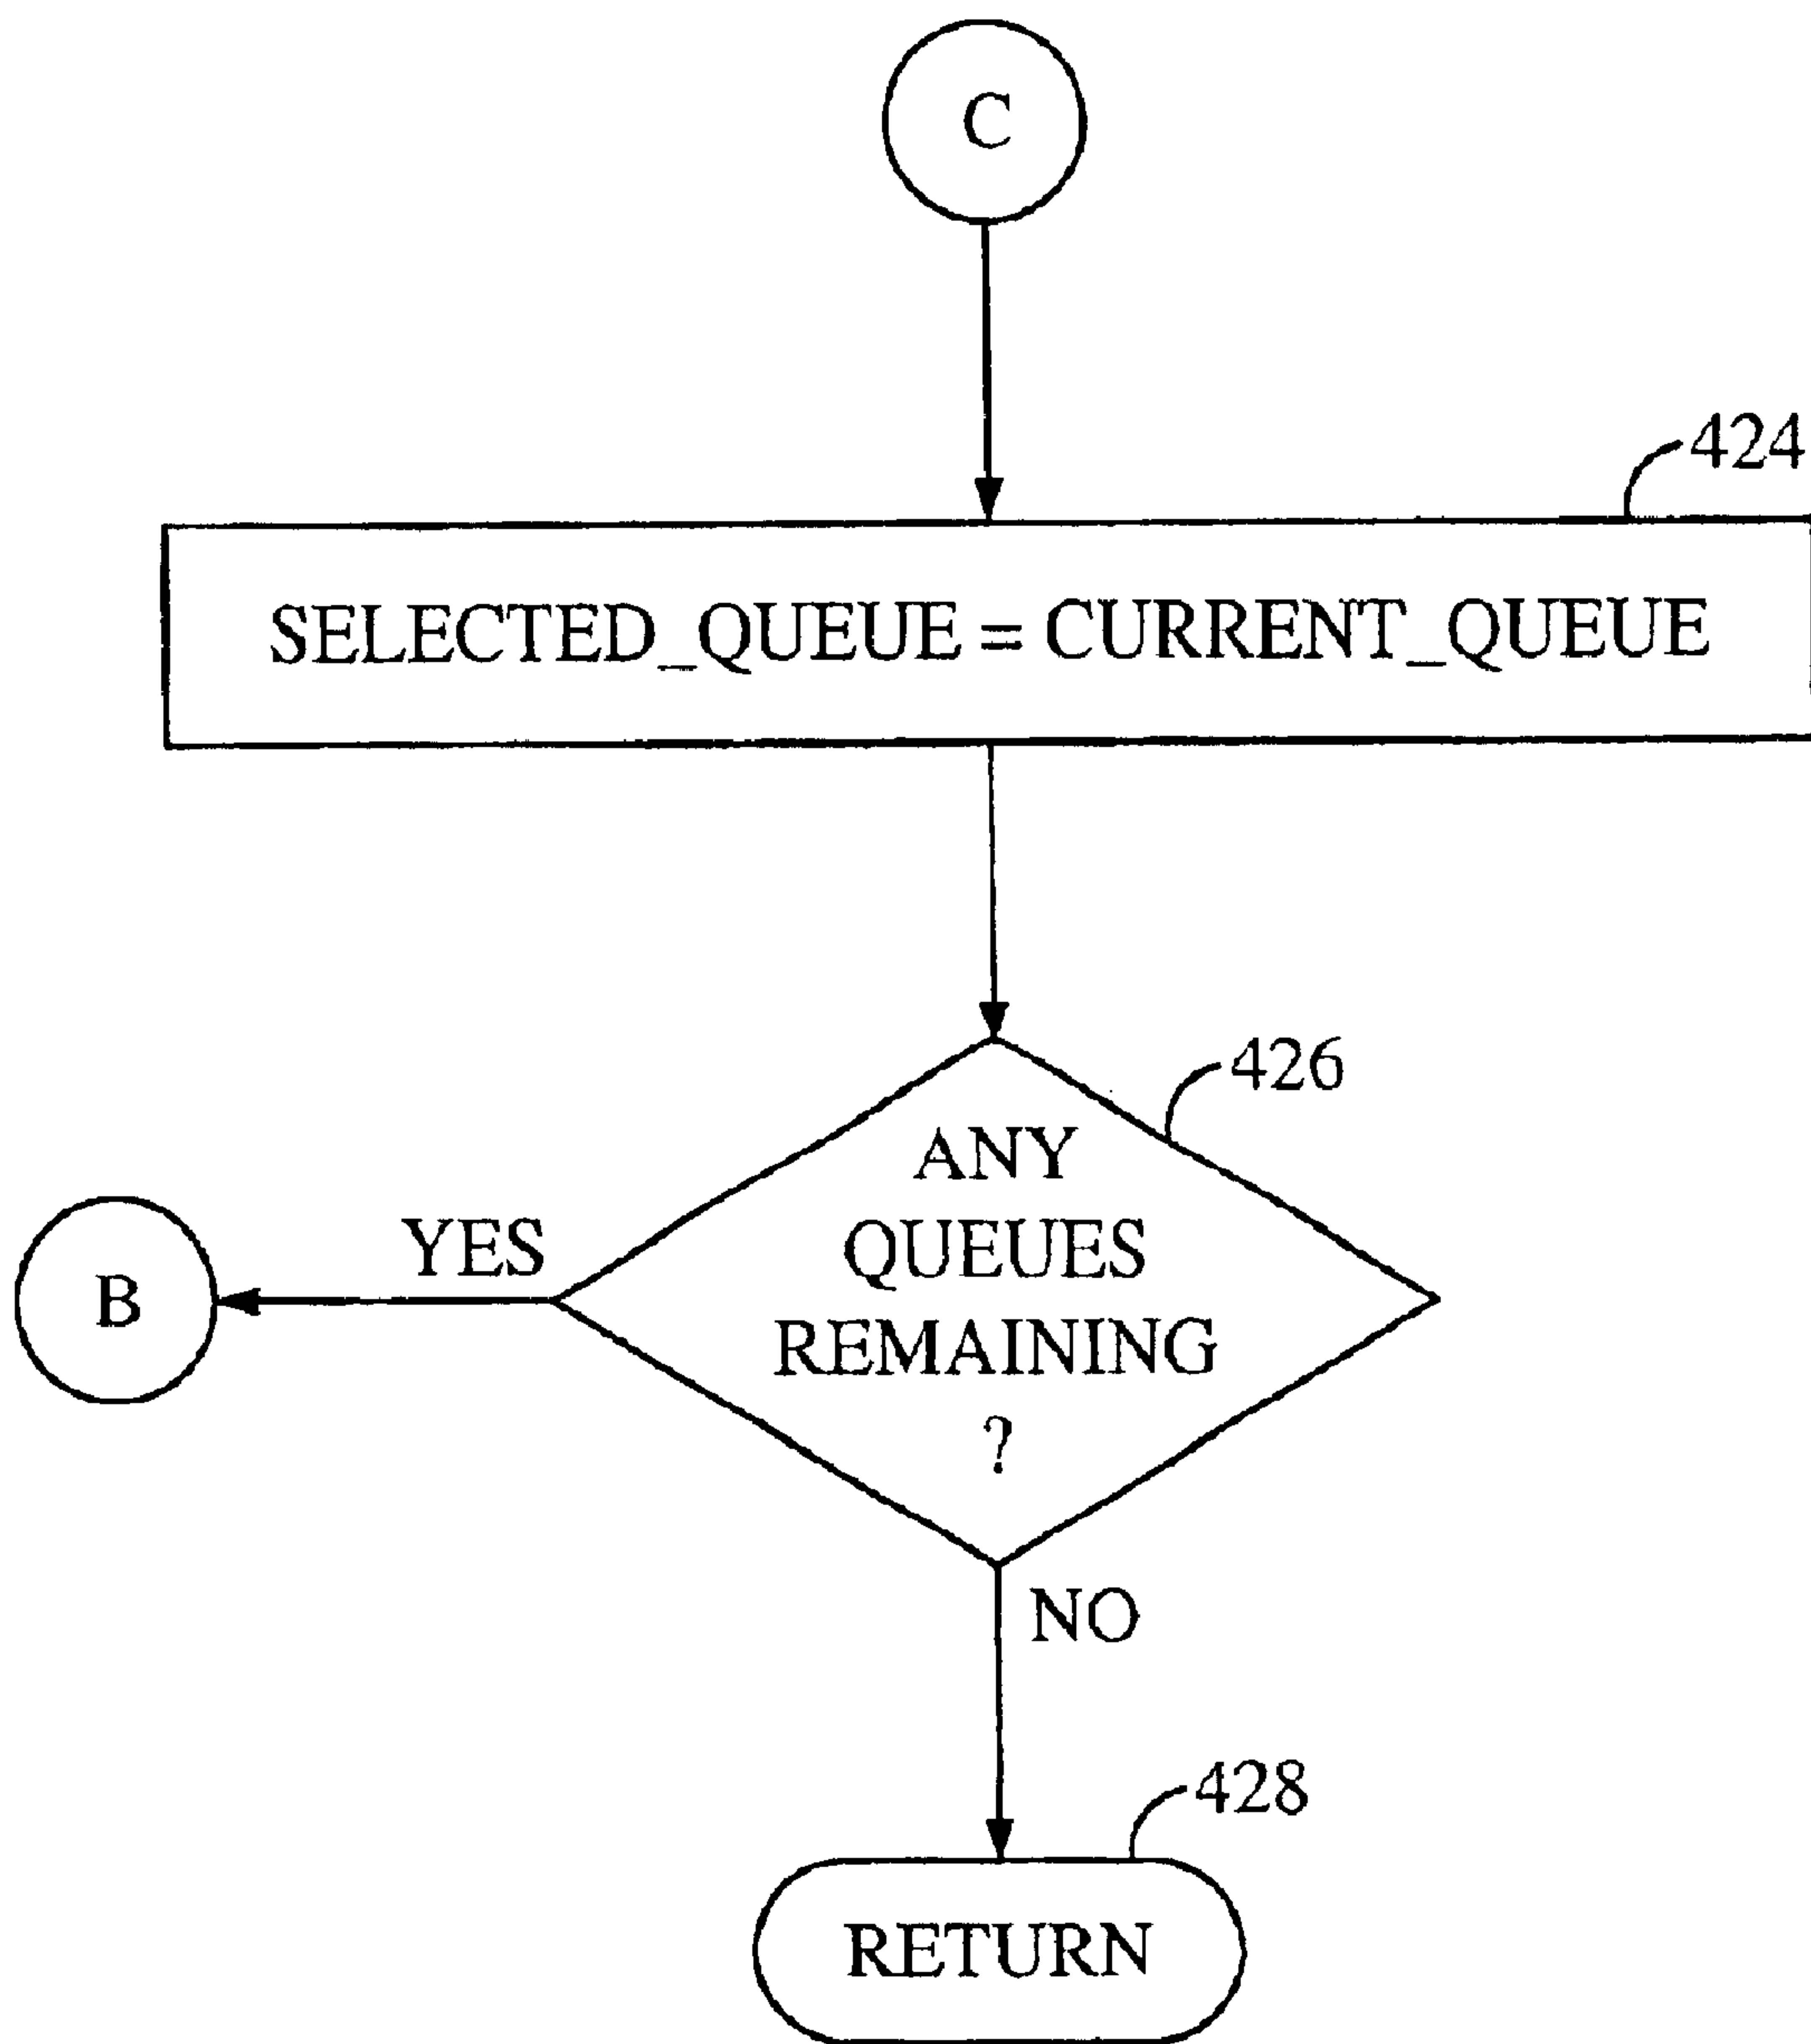 C
424
SELECTED_QUEUE = CURRENT_QUEUE
426
ANY
QUEUES
REMAINING
?
YES
B
NO
428
RETURN